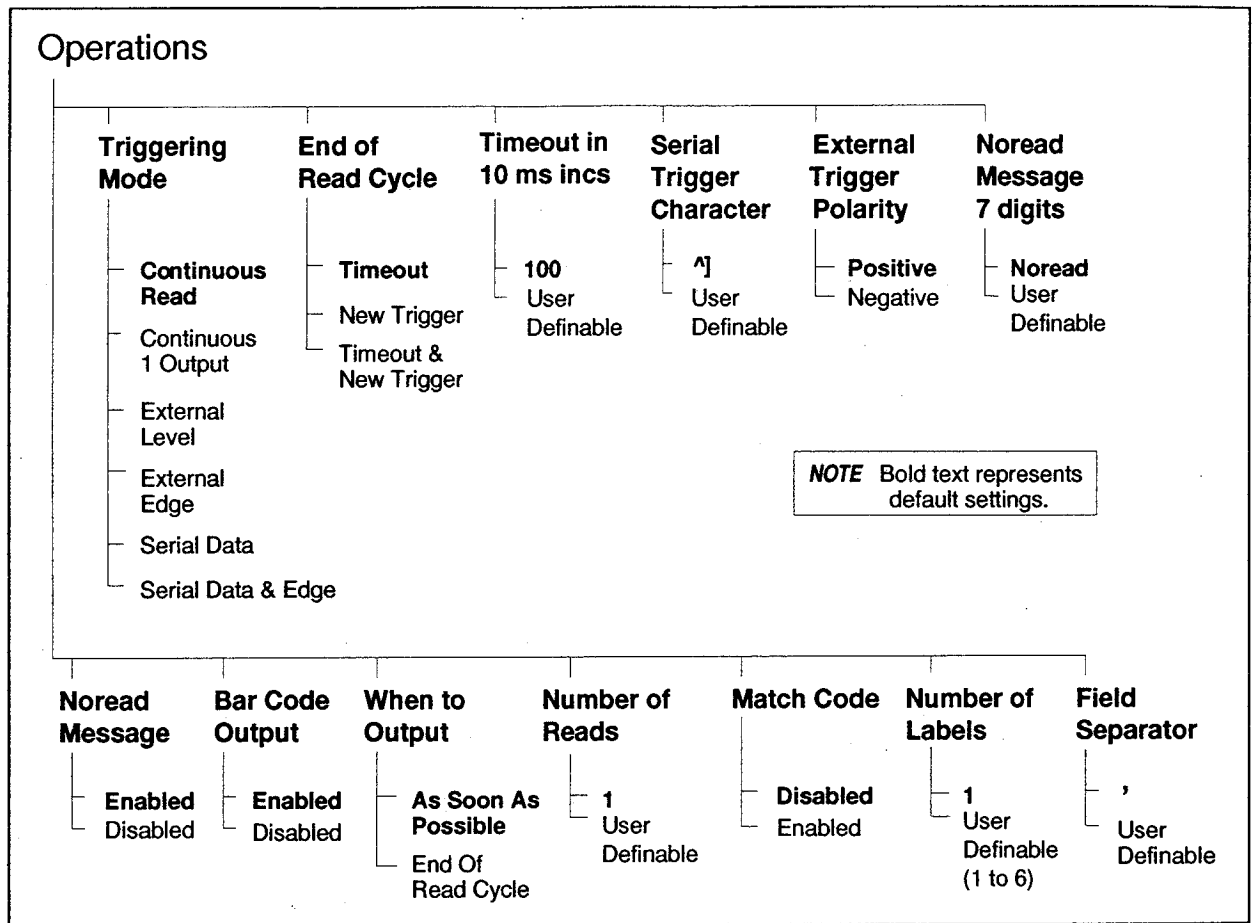 Operations
Triggering
Mode
Continuous
Read
Continuous
1 Output
External
Level
External
Edge
Serial Data
Serial Data & Edge
End of
Read Cycle
Timeout
New Trigger
Timeout &
New Trigger
Timeout in
10 ms incs
100
User
Definable
Serial
Trigger
Character
^]
User
Definable
External
Trigger
Polarity
Positive
Negative
Noread
Message
7 digits
Noread
User
Definable
NOTE Bold text represents
default settings.
Noread
Message
Enabled
Disabled
Bar Code
Output
Enabled
Disabled
When to
Output
As Soon As
Possible
End Of
Read Cycle
Number of
Reads
1
User
Definable
Match Code
Disabled
Enabled
Number of
Labels
1
User
Definable
(1 to 6)
Field
Separator
,
User
Definable